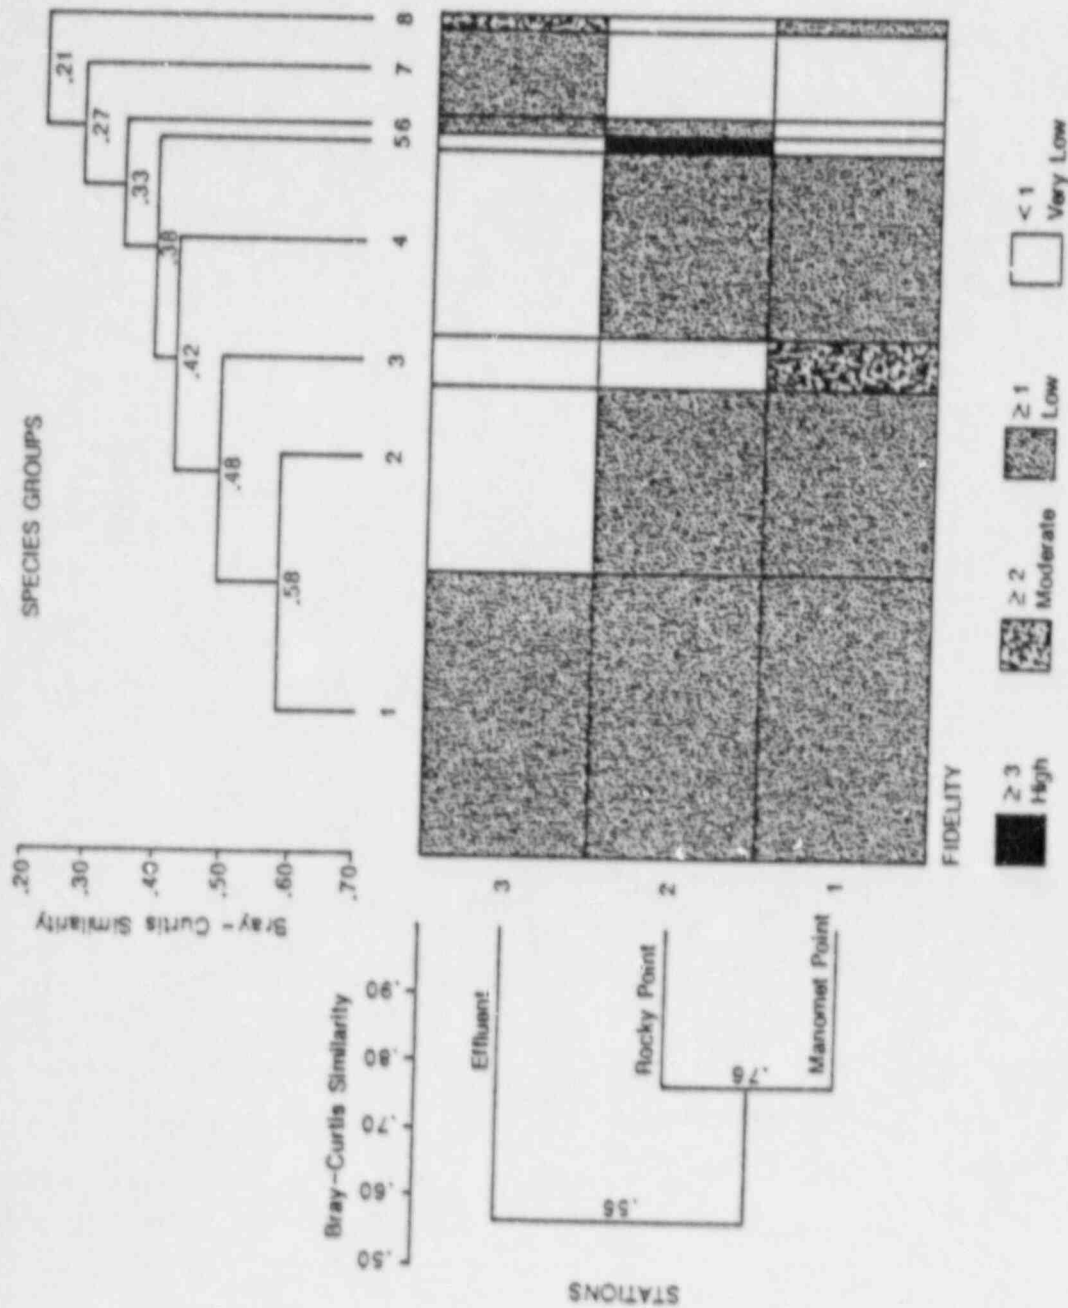 SPECIES GROUPS
Bray - Curtis Similarity
.20
.30
.40
.50
.60
.70
.21
.27
.33
.38
.42
.48
.58
1 2 3 4 5 6 7 8
STATIONS
Bray-Curtis Similarity
.50 .60 .70 .80 .90
Effluent 3
Rocky Point 2
Manomet Point 1
.56
.76
FIDELITY
≥ 3
High
≥ 2
Moderate
≥ 1
Low
< 1
Very Low